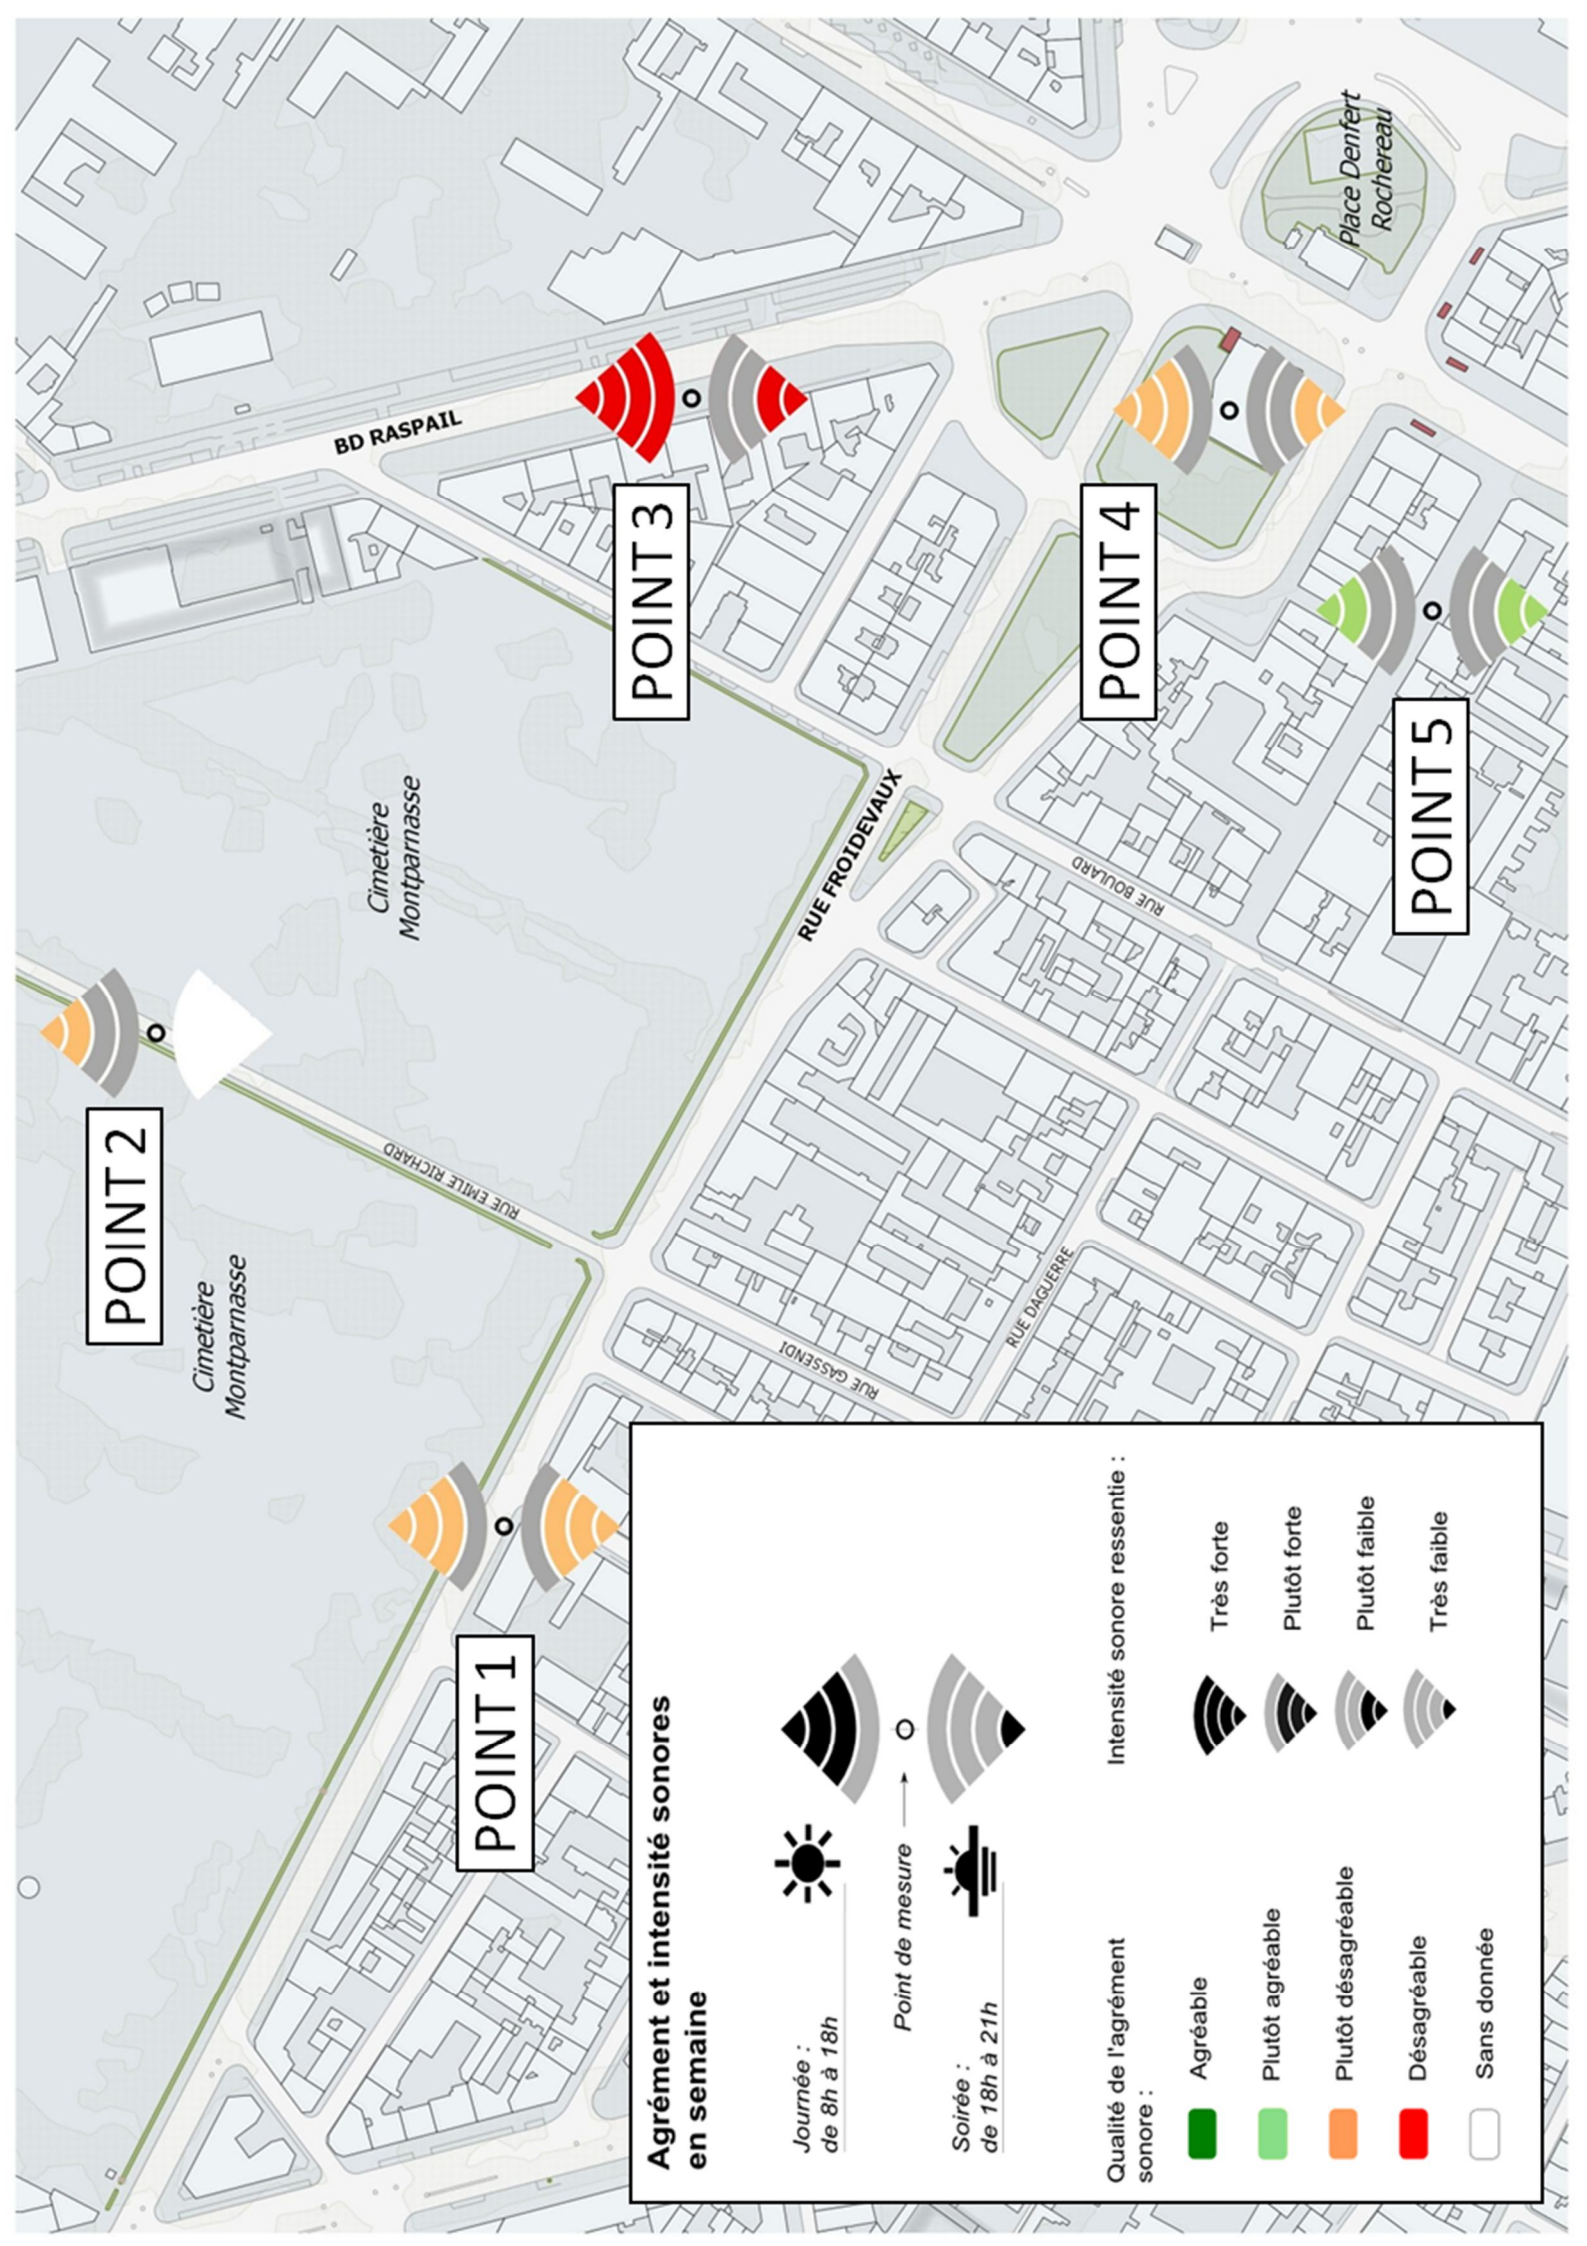 BD RASPAIL
Place Denfert
Rochereau
POINT 3
POINT 4
POINT 5
Cimetière
Montparnasse
RUE FROIDEVAUX
RUE BOULARD
POINT 2
RUE EMILE RICHARD
Cimetière
Montparnasse
RUE DAGUERRE
RUE GASSENDI
POINT 1
Agrément et intensité sonores
en semaine
Journée :
de 8h à 18h
Point de mesure
Soirée :
de 18h à 21h
Qualité de l'agrément
sonore :
Agréable
Plutôt agréable
Plutôt désagréable
Désagréable
Sans donnée
Intensité sonore ressentie :
Très forte
Plutôt forte
Plutôt faible
Très faible